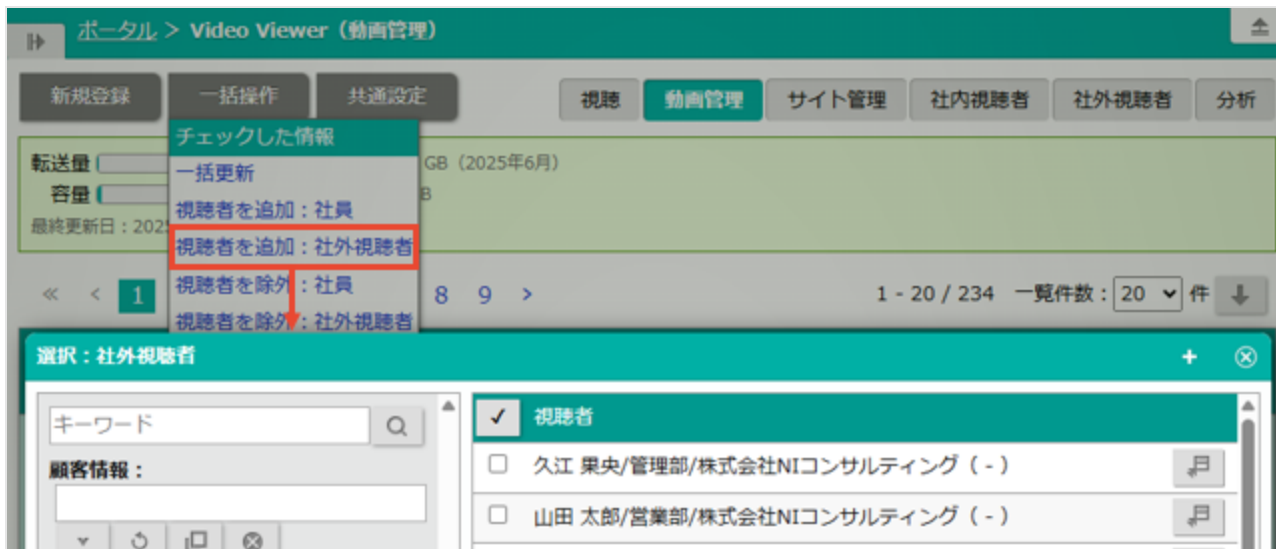 ポータル > Video Viewer（動画管理）
新規登録 一括操作 共通設定 視聴 動画管理 サイト管理 社内視聴者 社外視聴者 分析
チェックした情報
転送量 GB（2025年6月）
一括更新
容量 B
視聴者を追加：社員
最終更新日：202
視聴者を追加：社外視聴者
視聴者を除外：社員
« < 1 8 9 > 1 - 20 / 234 一覧件数：20 件
視聴者を除外：社外視聴者
選択：社外視聴者
キーワード
視聴者
顧客情報：
久江 果央/管理部/株式会社NIコンサルティング（ - ）
山田 太郎/営業部/株式会社NIコンサルティング（ - ）